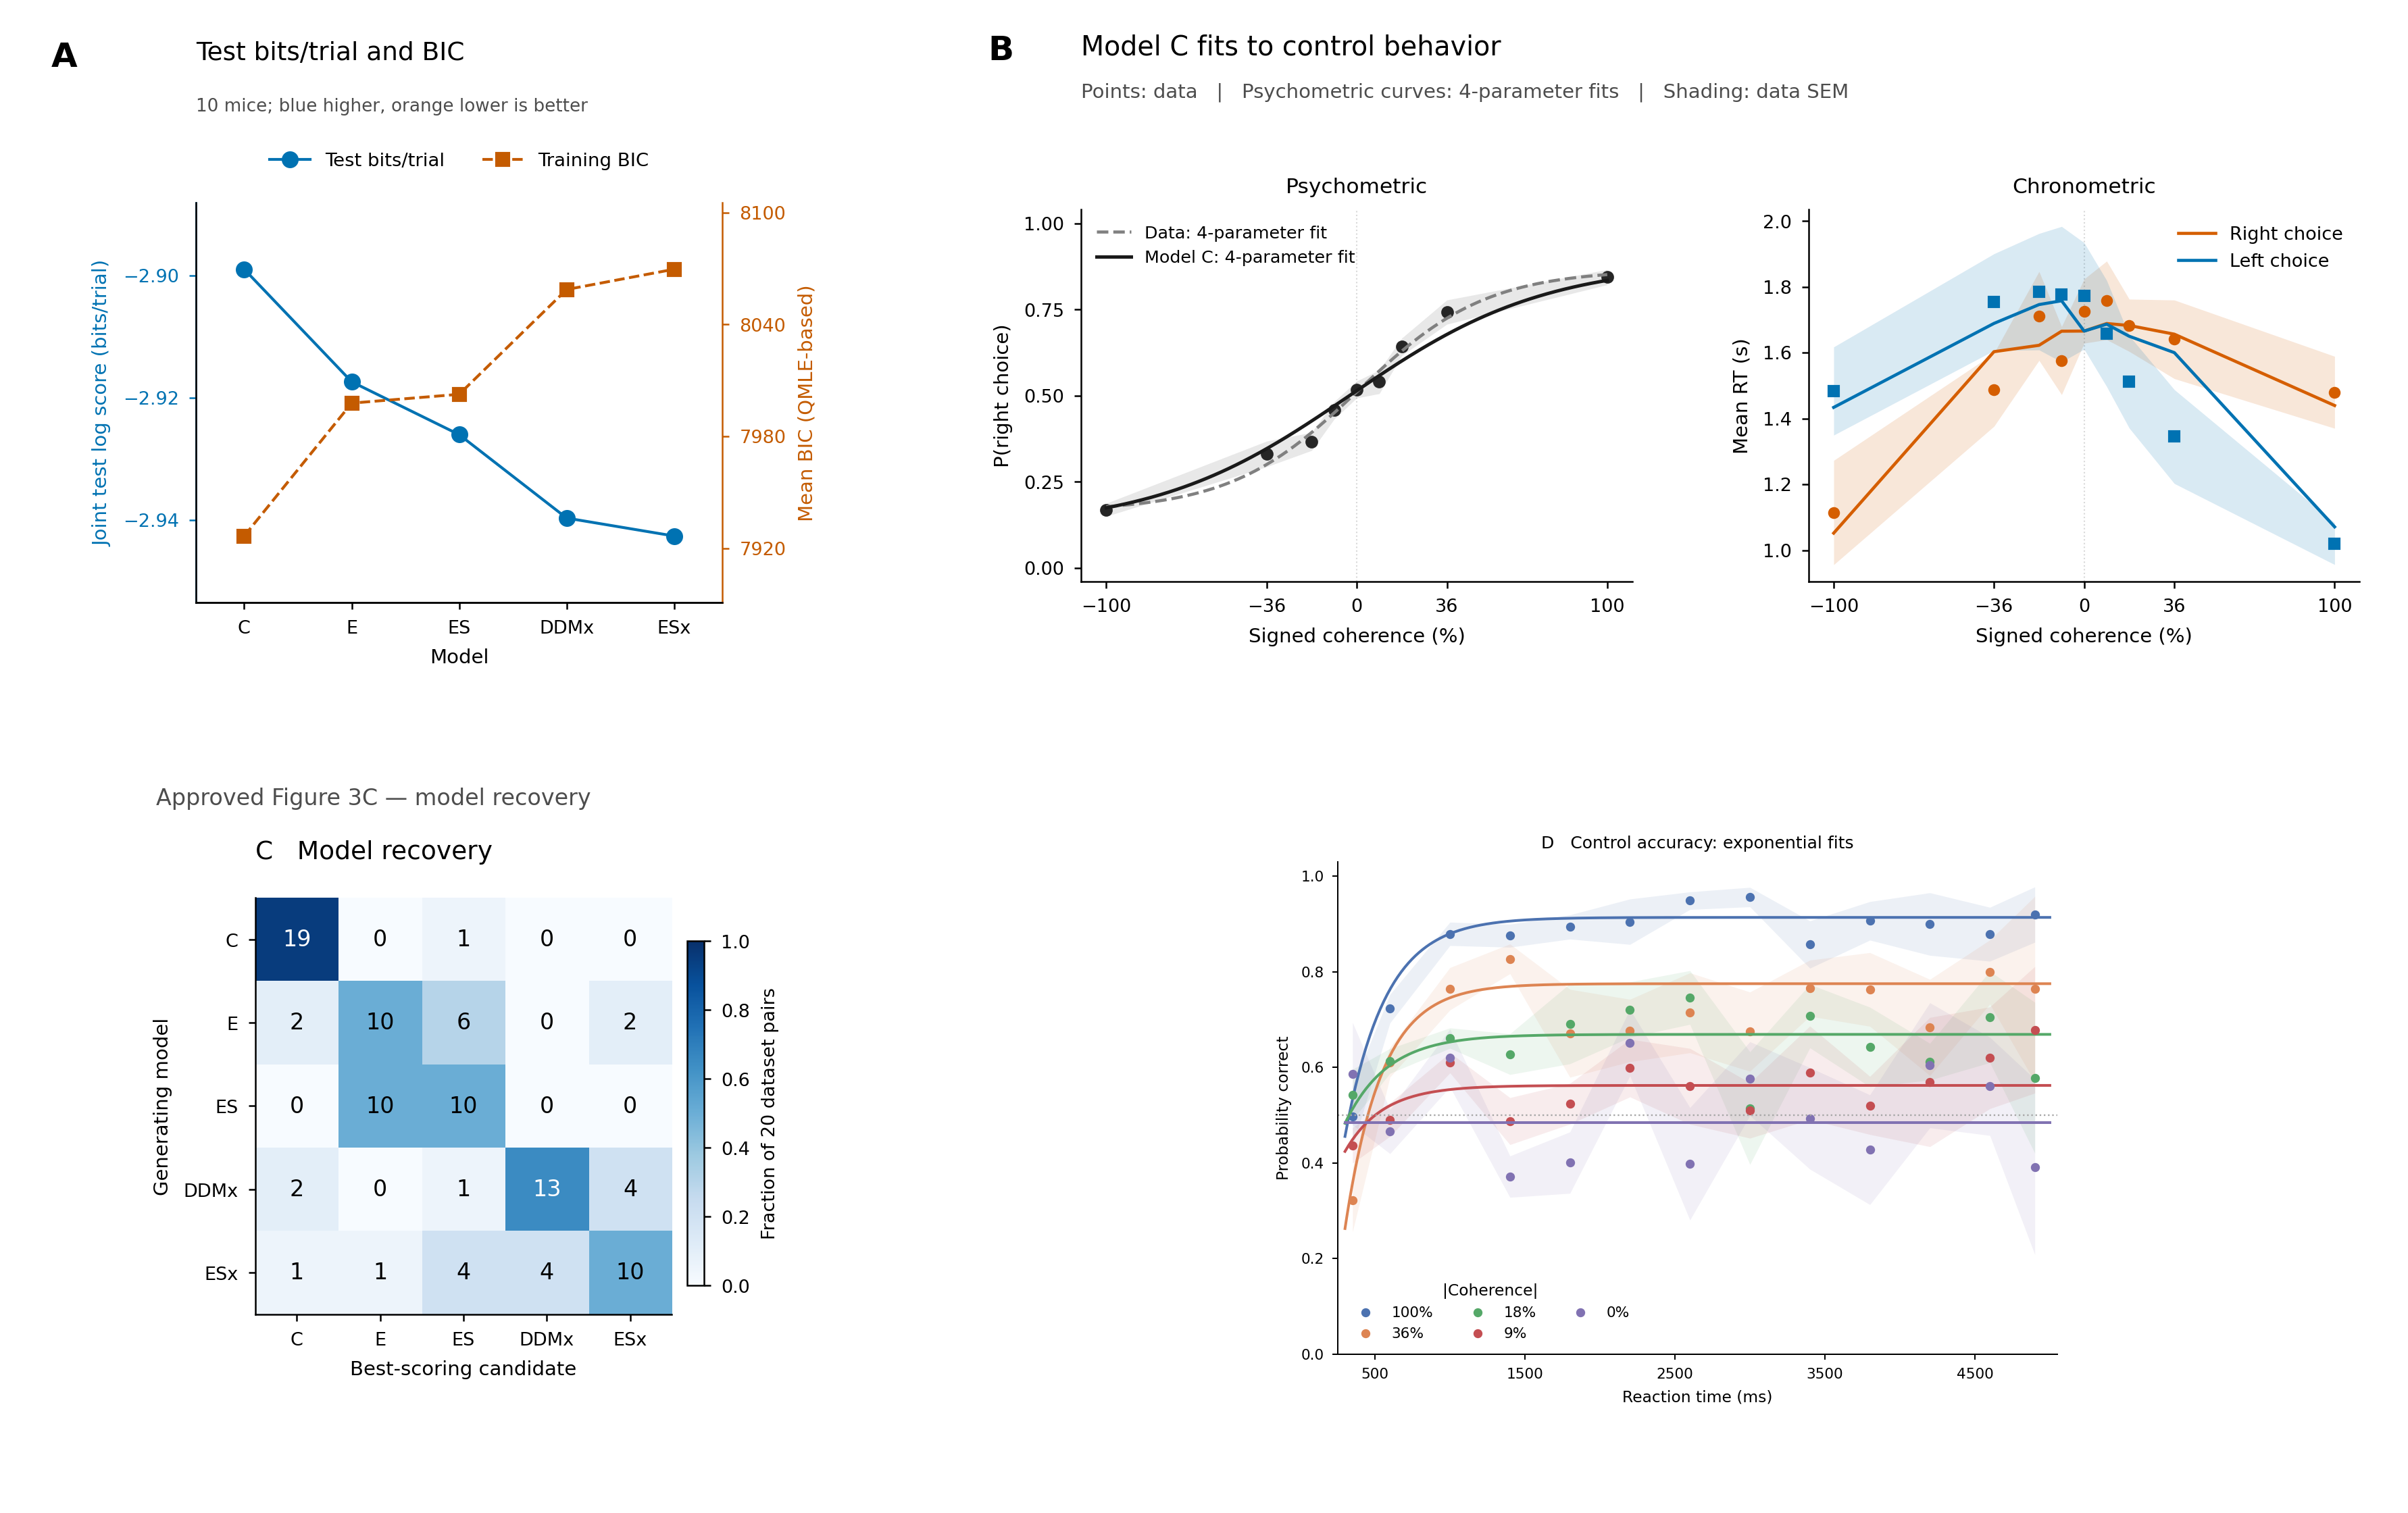 A
Test bits/trial and BIC
10 mice; blue higher, orange lower is better
Test bits/trial
Training BIC
Joint test log score (bits/trial)
−2.90
−2.92
−2.94
8100
8040
7980
7920
Mean BIC (QMLE-based)
C E ES DDMx ESx
Model
B
Model C fits to control behavior
Points: data | Psychometric curves: 4-parameter fits | Shading: data SEM
Psychometric
Data: 4-parameter fit
Model C: 4-parameter fit
P(right choice)
1.00
0.75
0.50
0.25
0.00
−100 −36 0 36 100
Signed coherence (%)
Chronometric
Right choice
Left choice
Mean RT (s)
2.0
1.8
1.6
1.4
1.2
1.0
−100 −36 0 36 100
Signed coherence (%)
Approved Figure 3C — model recovery
C Model recovery
Generating model
C 19 0 1 0 0
E 2 10 6 0 2
ES 0 10 10 0 0
DDMx 2 0 1 13 4
ESx 1 1 4 4 10
C E ES DDMx ESx
Best-scoring candidate
1.0
0.8
0.6
0.4
0.2
0.0
Fraction of 20 dataset pairs
D Control accuracy: exponential fits
Probability correct
1.0
0.8
0.6
0.4
0.2
0.0
|Coherence|
100% 18% 0%
36% 9%
500 1500 2500 3500 4500
Reaction time (ms)